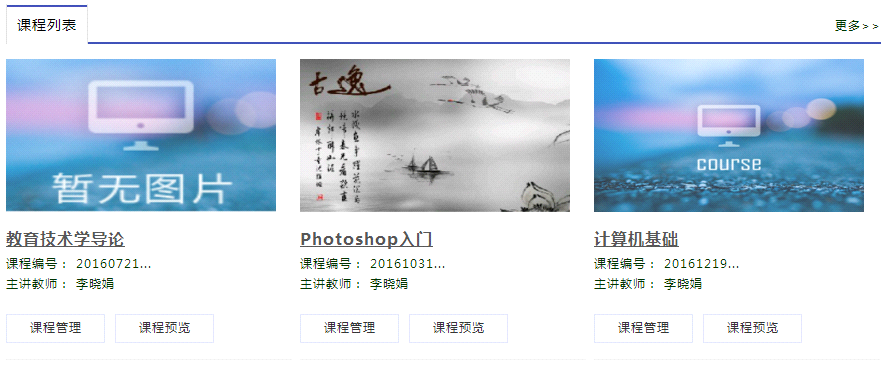 课程列表
更多>>
暂无图片
古逸
course
教育技术学导论
Photoshop入门
计算机基础
课程编号： 20160721...
课程编号： 20161031...
课程编号： 20161219...
主讲教师： 李晓娟
主讲教师： 李晓娟
主讲教师： 李晓娟
课程管理
课程预览
课程管理
课程预览
课程管理
课程预览